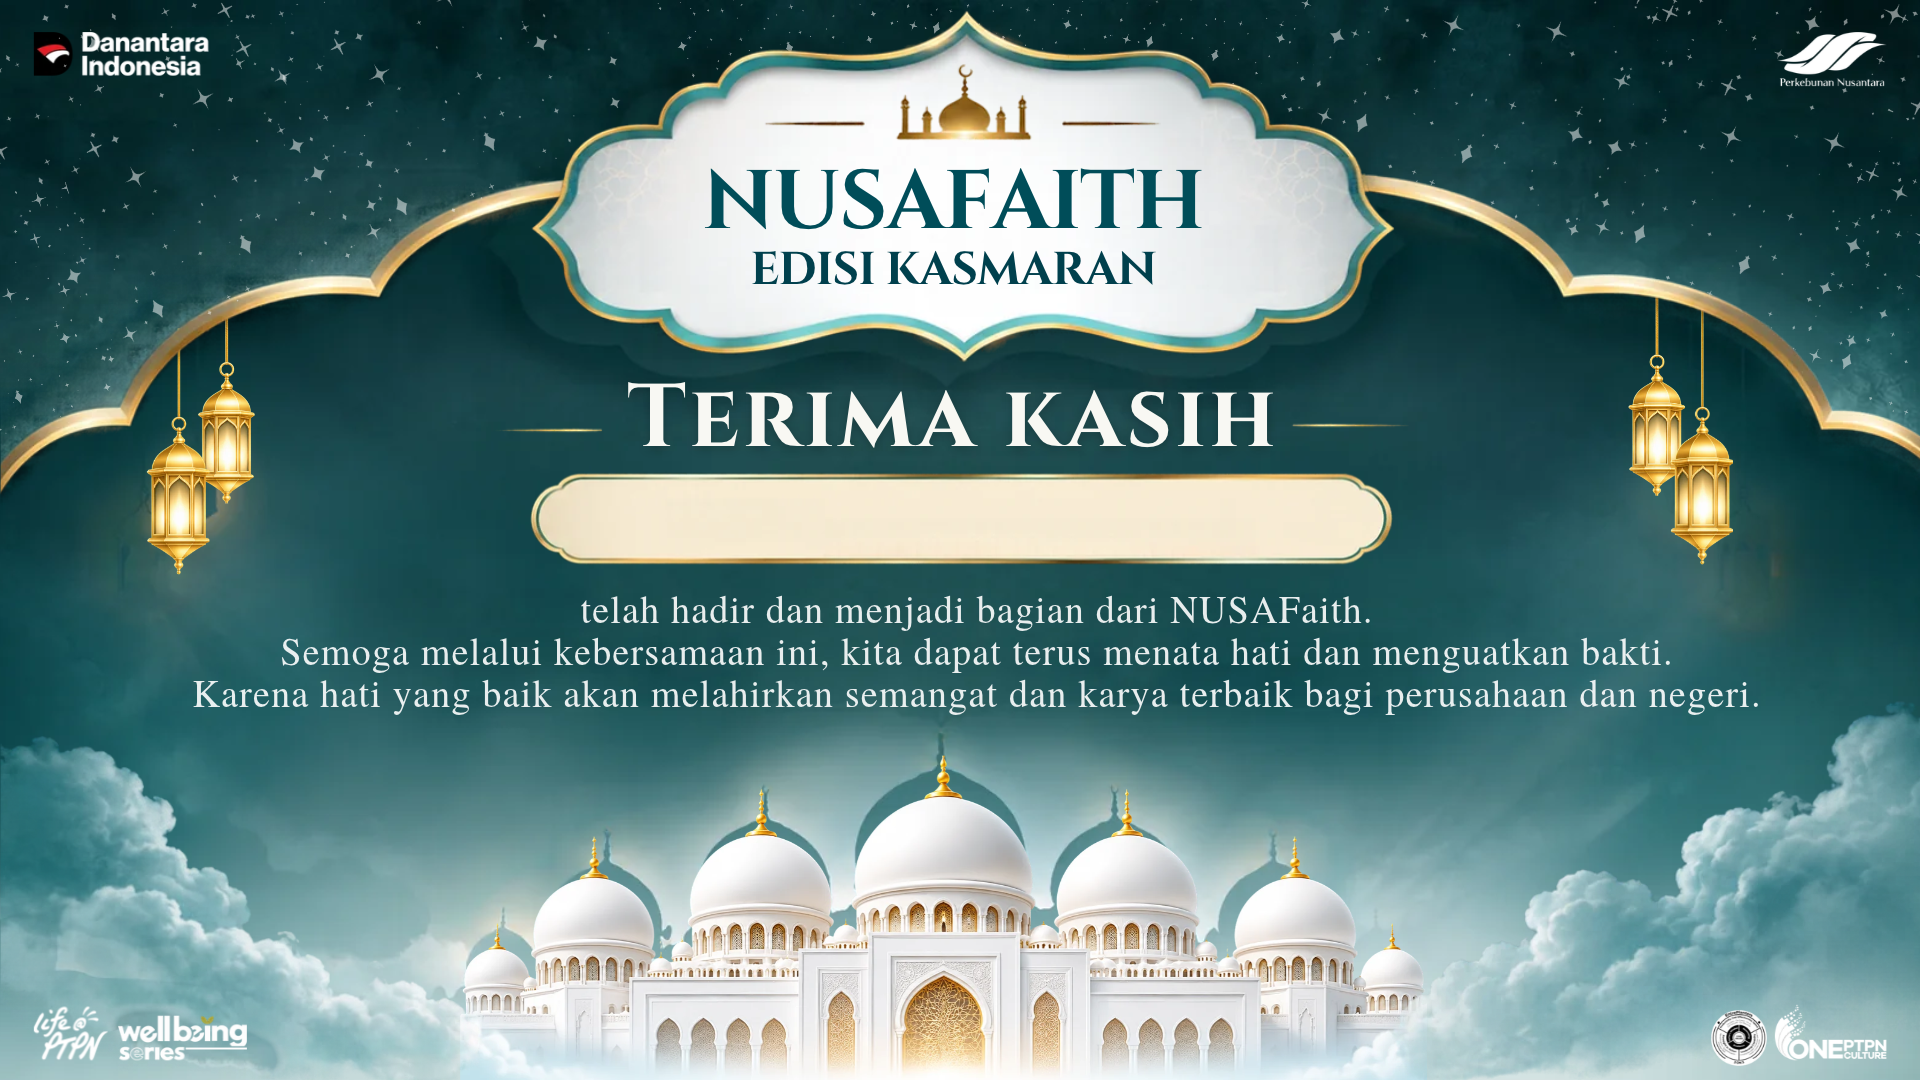 Danantara
Indonesia
Perkebunan Nusantara
NUSAFAITH
EDISI KASMARAN
TERIMA KASIH
telah hadir dan menjadi bagian dari NUSAFaith.
Semoga melalui kebersamaan ini, kita dapat terus menata hati dan menguatkan bakti.
Karena hati yang baik akan melahirkan semangat dan karya terbaik bagi perusahaan dan negeri.
life@
PTPN
wellbeing
series
ONEPTPN
CULTURE